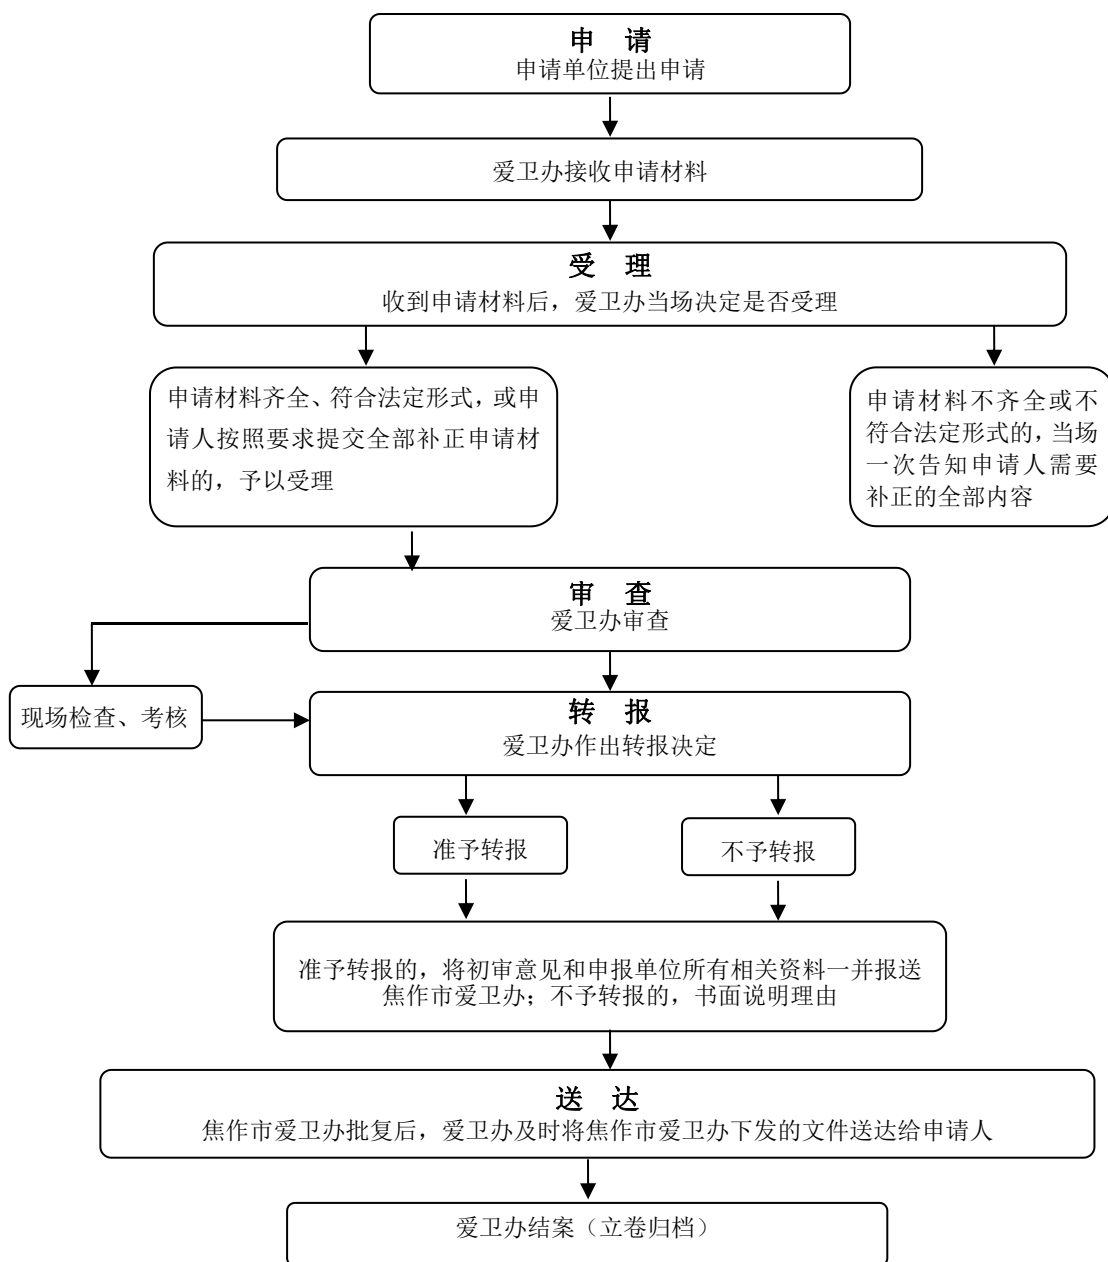 申 请
申请单位提出申请
爱卫办接收申请材料
受 理
收到申请材料后，爱卫办当场决定是否受理
申请材料齐全、符合法定形式，或申
请人按照要求提交全部补正申请材
料的，予以受理
申请材料不齐全或不
符合法定形式的，当场
一次告知申请人需要
补正的全部内容
审 查
爱卫办审查
现场检查、考核
转 报
爱卫办作出转报决定
准予转报
不予转报
准予转报的，将初审意见和申报单位所有相关资料一并报送
焦作市爱卫办；不予转报的，书面说明理由
送 达
焦作市爱卫办批复后，爱卫办及时将焦作市爱卫办下发的文件送达给申请人
爱卫办结案（立卷归档）